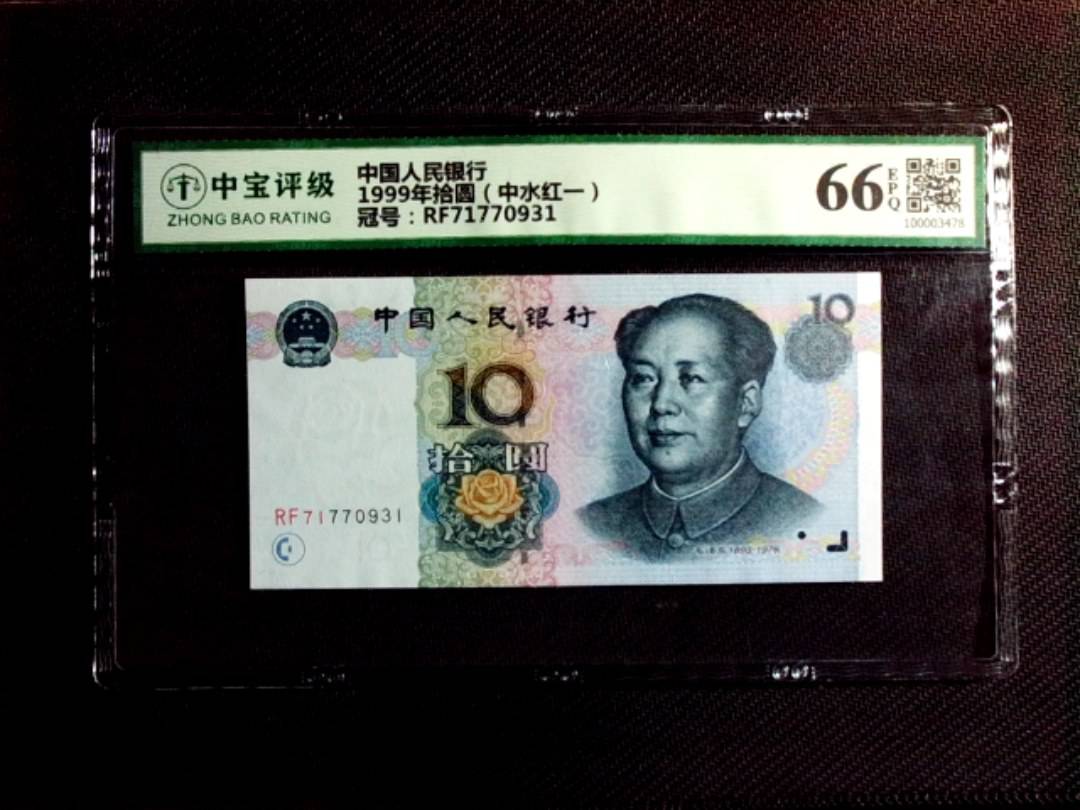 中宝评级
ZHONG BAO RATING
中国人民银行
1999年拾圆（中水红一）
冠号：RF71770931
66
EPQ
100003478
中国人民银行
10
10
拾圆
RF71770931